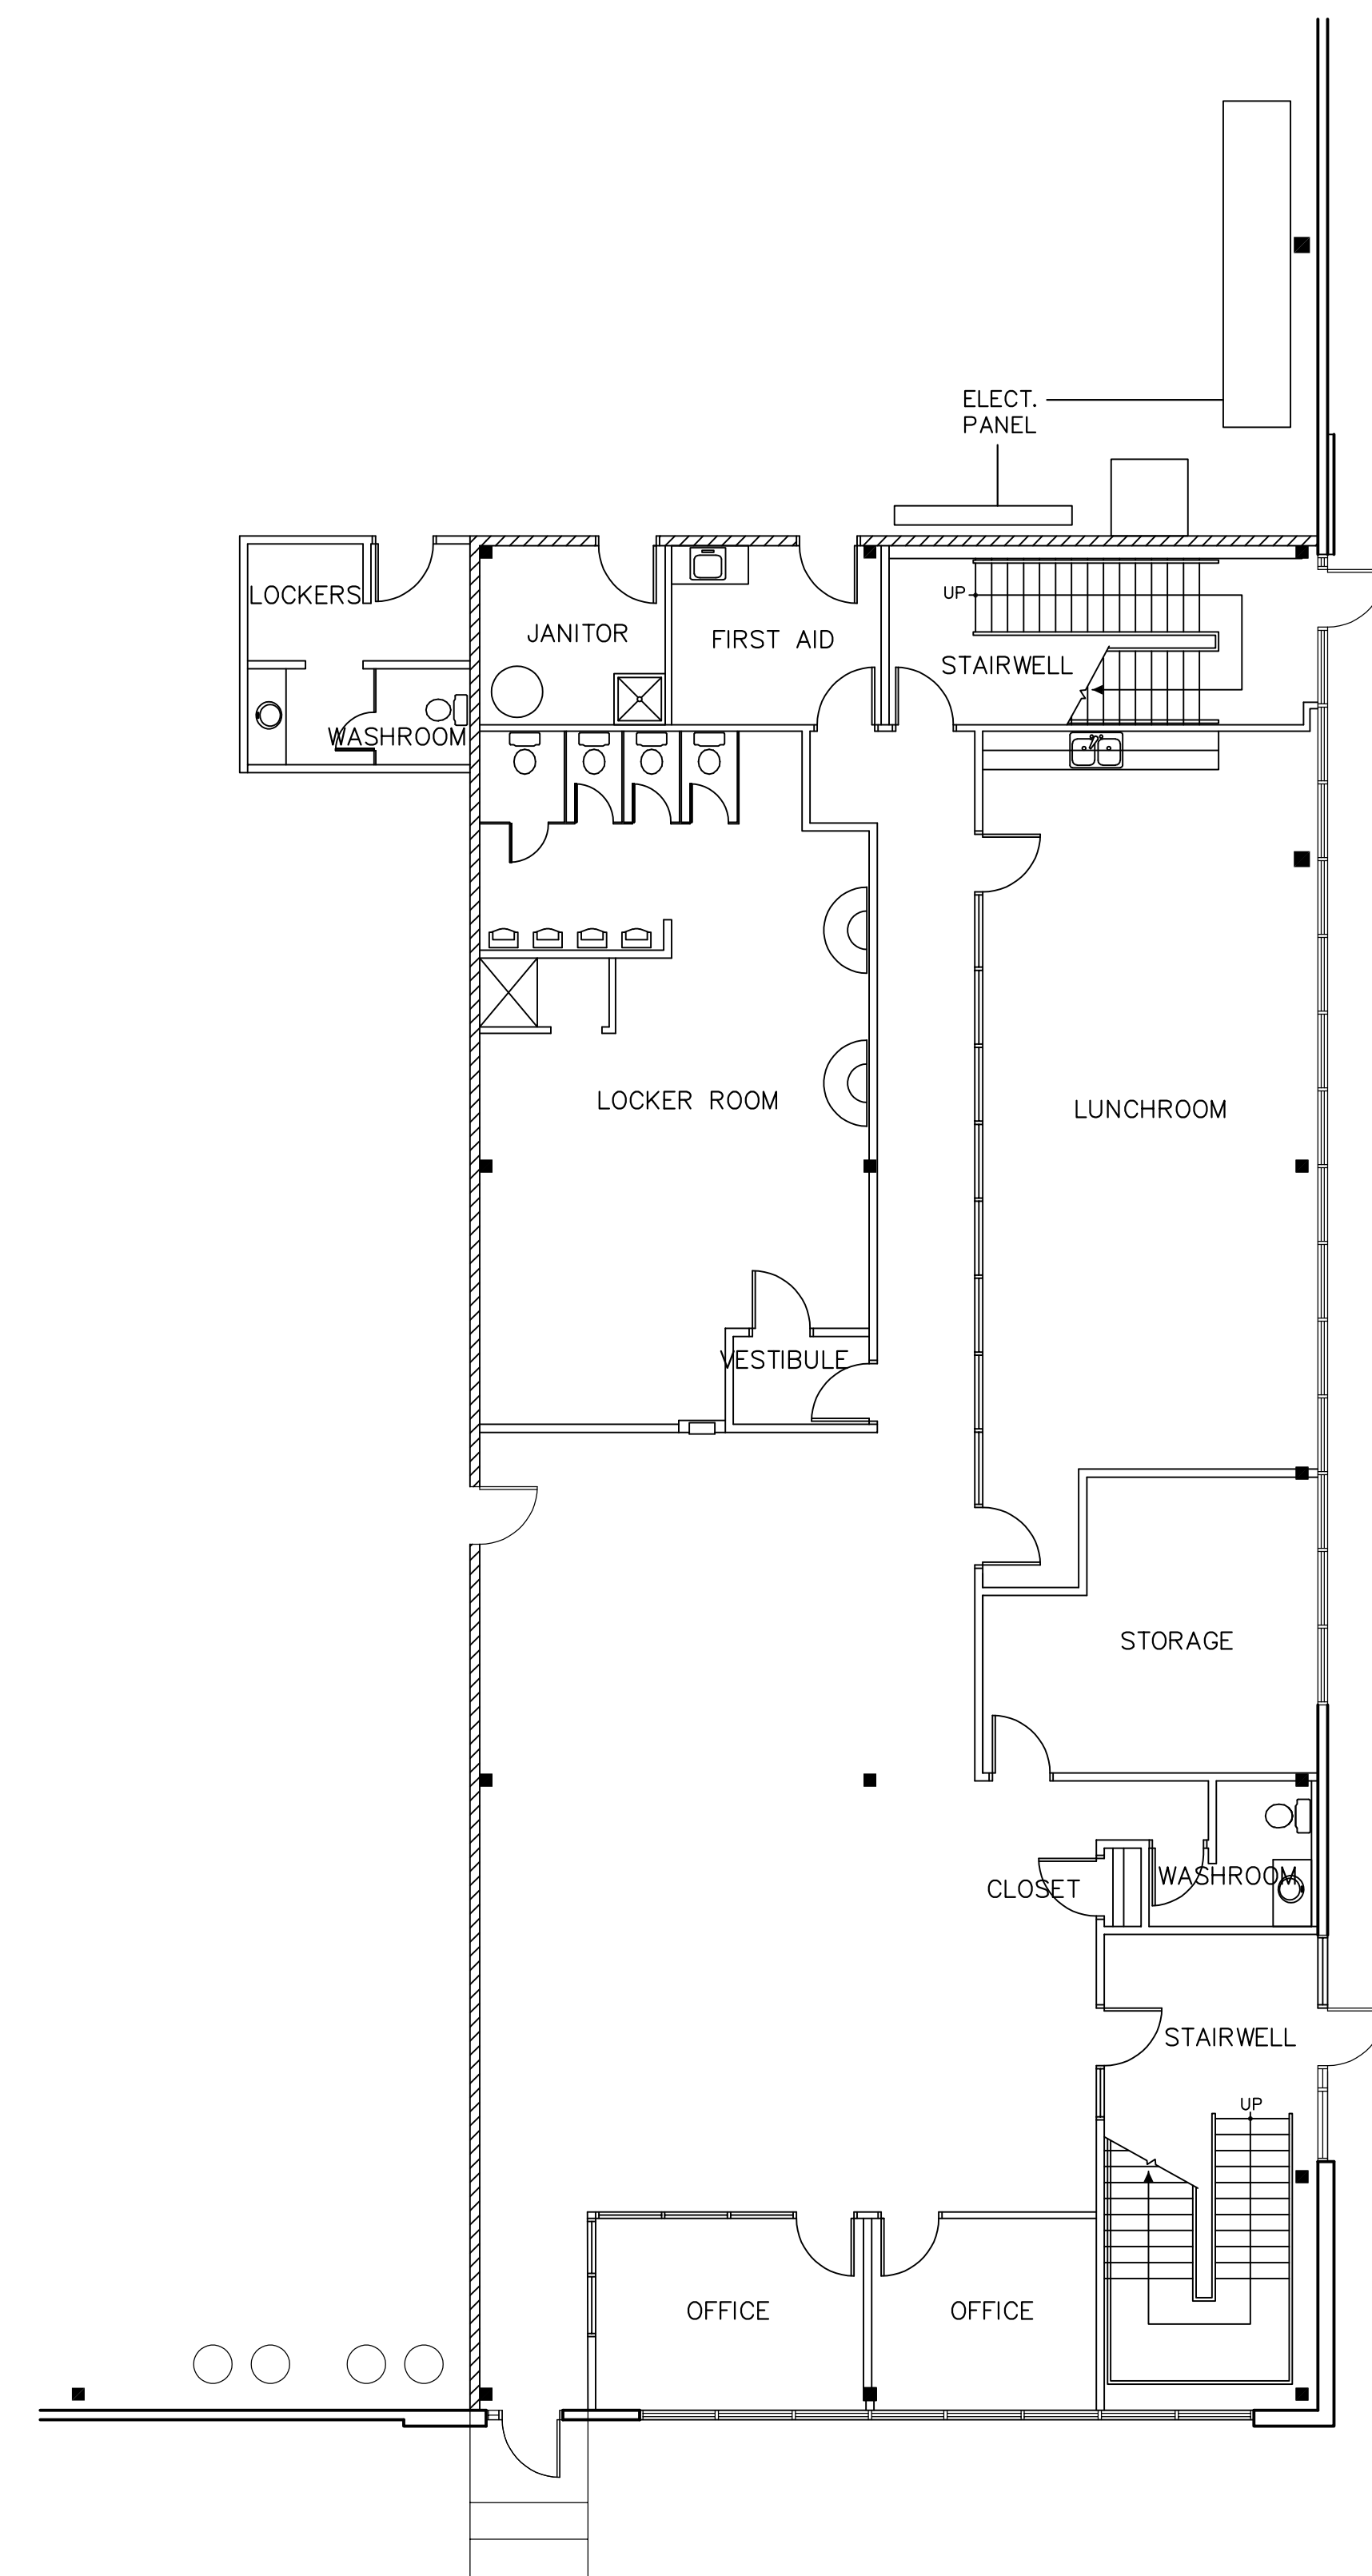 ELECT.
PANEL
UP
LOCKERS
JANITOR
FIRST AID
STAIRWELL
WASHROOM
LOCKER ROOM
LUNCHROOM
VESTIBULE
STORAGE
WASHROOM
CLOSET
STAIRWELL
UP
OFFICE
OFFICE